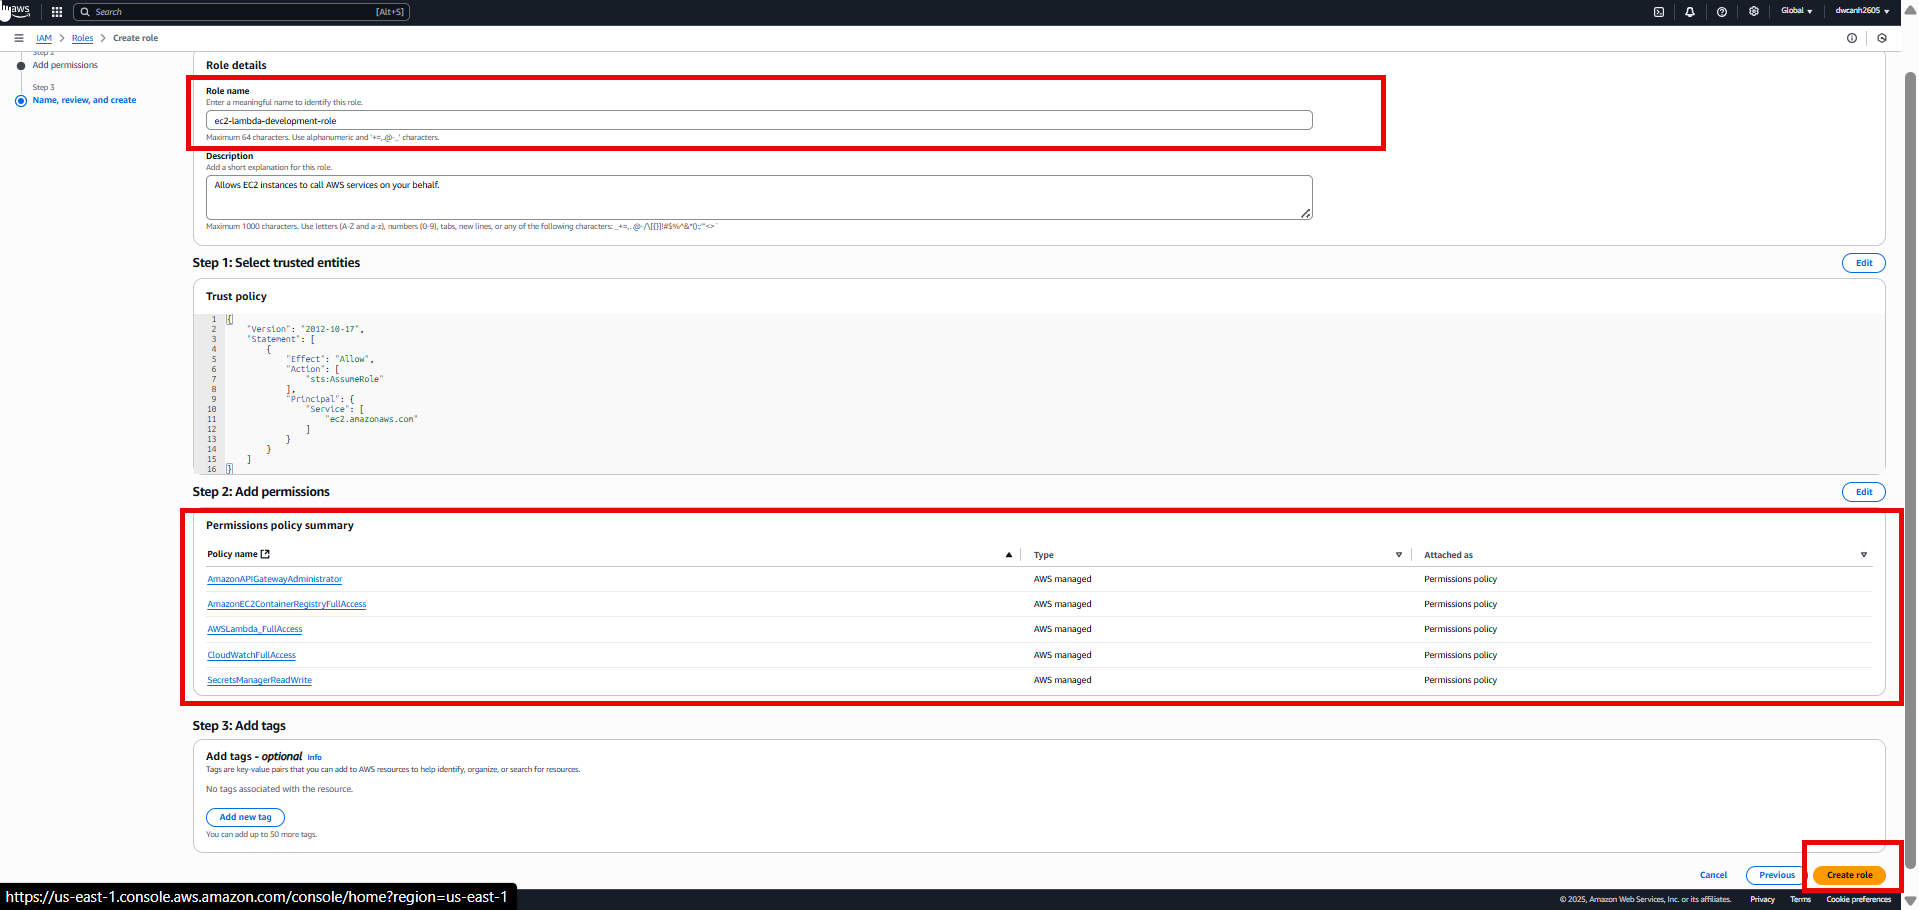 aws
Search
[Alt+S]
Global
dwcanh2605
IAM
Roles
Create role
Step 2
Add permissions
Step 3
Name, review, and create
Role details
Role name
Enter a meaningful name to identify this role.
ec2-lambda-development-role
Maximum 64 characters. Use alphanumeric and '+=,.@-_' characters.
Description
Add a short explanation for this role.
Allows EC2 instances to call AWS services on your behalf.
Maximum 1000 characters. Use letters (A-Z and a-z), numbers (0-9), tabs, new lines, or any of the following characters: _+=,. @-/\[{}]!#$%^&*();:'"<>`
Step 1: Select trusted entities
Edit
Trust policy
1 {
2 "Version": "2012-10-17",
3 "Statement": [
4 {
5 "Effect": "Allow",
6 "Action": [
7 "sts:AssumeRole"
8 ],
9 "Principal": {
10 "Service": [
11 "ec2.amazonaws.com"
12 ]
13 }
14 }
15 ]
16 }
Step 2: Add permissions
Edit
Permissions policy summary
Policy name
Type
Attached as
AmazonAPIGatewayAdministrator
AWS managed
Permissions policy
AmazonEC2ContainerRegistryFullAccess
AWS managed
Permissions policy
AWSLambda_FullAccess
AWS managed
Permissions policy
CloudWatchFullAccess
AWS managed
Permissions policy
SecretsManagerReadWrite
AWS managed
Permissions policy
Step 3: Add tags
Add tags - optional Info
Tags are key-value pairs that you can add to AWS resources to help identify, organize, or search for resources.
No tags associated with the resource.
Add new tag
You can add up to 50 more tags.
Cancel
Previous
Create role
https://us-east-1.console.aws.amazon.com/console/home?region=us-east-1
© 2025, Amazon Web Services, Inc. or its affiliates.
Privacy
Terms
Cookie preferences